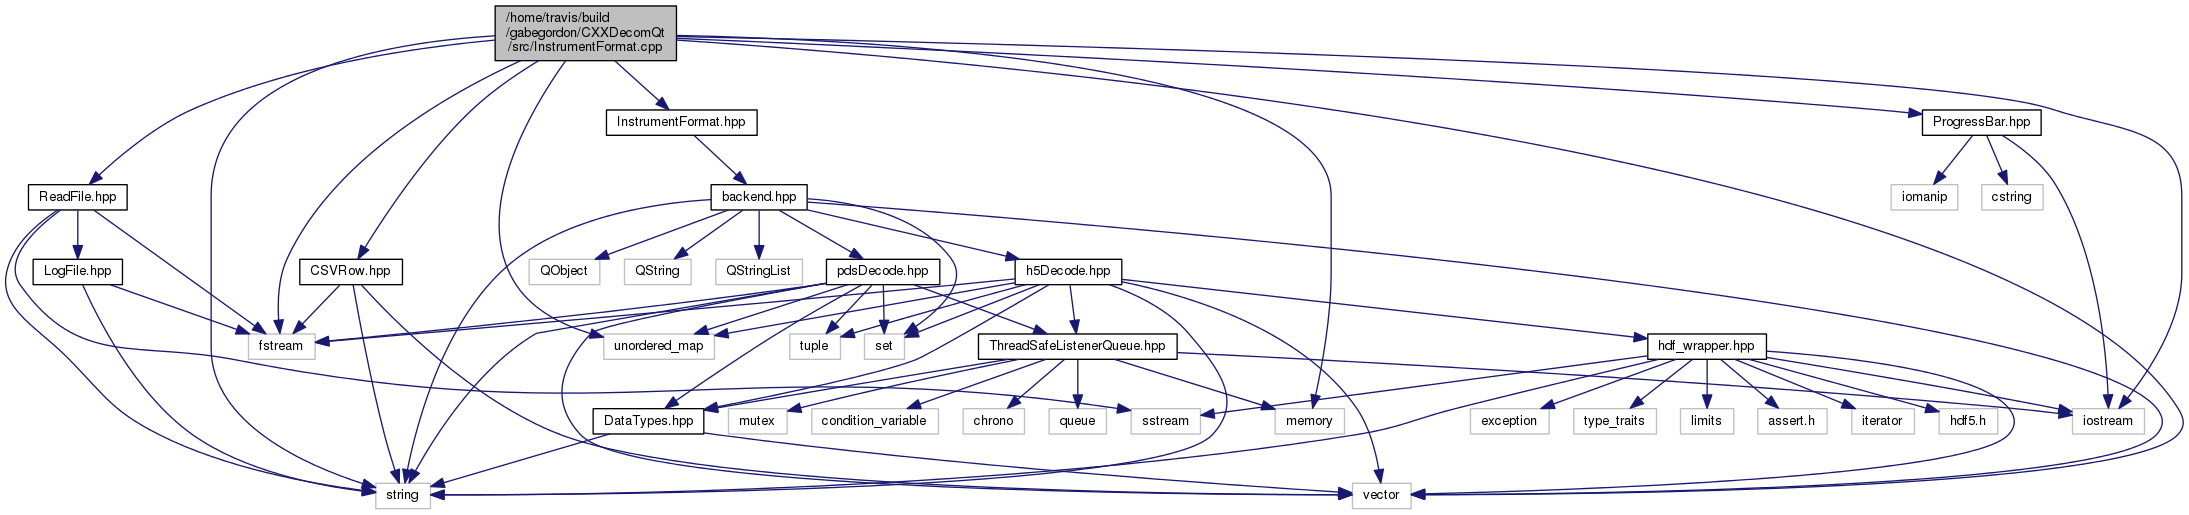 /home/travis/build
/gabegordon/CXXDecomQt
/src/InstrumentFormat.cpp
InstrumentFormat.hpp
ProgressBar.hpp
ReadFile.hpp
backend.hpp
iomanip
cstring
LogFile.hpp
CSVRow.hpp
QObject
QString
QStringList
pdsDecode.hpp
h5Decode.hpp
fstream
unordered_map
tuple
set
ThreadSafeListenerQueue.hpp
hdf_wrapper.hpp
DataTypes.hpp
mutex
condition_variable
chrono
queue
sstream
memory
exception
type_traits
limits
assert.h
iterator
hdf5.h
iostream
string
vector